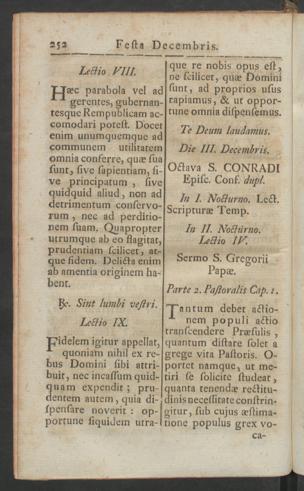 252 Festa Decembris.
Lectio VIII.
Hæc parabola vel ad
gerentes, gubernan-
tesque Rempublicam ac-
comodari potest. Docet
enim unumquemque ad
communem utilitatem
omnia conferre, quæ sua
sunt, sive sapientiam, si-
ve principatum, sive
quidquid aliud, non ad
detrimentum conservo-
rum, nec ad perditio-
nem suam. Quapropter
utrumque ab eo flagitat,
prudentiam scilicet, at-
que fidem. Delicta enim
ab amentia originem ha-
bent.
℞. Sint lumbi vestri.
Lectio IX.
Fidelem igitur appellat,
quoniam nihil ex re-
bus Domini sibi attri-
buit, nec incassum quid-
quam expendit; pru-
dentem autem, quia di-
spensare noverit: op-
portune siquidem utra-
que re nobis opus est,
ne scilicet, quæ Domini
sunt, ad proprios usus
rapiamus, & ut oppor-
tune omnia dispensemus.
Te Deum laudamus.
Die III. Decembris.
Octava S. CONRADI
Episc. Conf. dupl.
In I. Nocturno. Lect.
Scripturæ Temp.
In II. Nocturno.
Lectio IV.
Sermo S. Gregorii
Papæ.
Parte 2. Pastoralis Cap. 1.
Tantum debet actio-
nem populi actio
transcendere Præsulis,
quantum distare solet a
grege vita Pastoris. O-
portet namque, ut me-
tiri se solicite studeat,
quanta tenendæ rectitu-
dinis necessitate constrin-
gitur, sub cujus æstima-
tione populus grex vo-
ca-